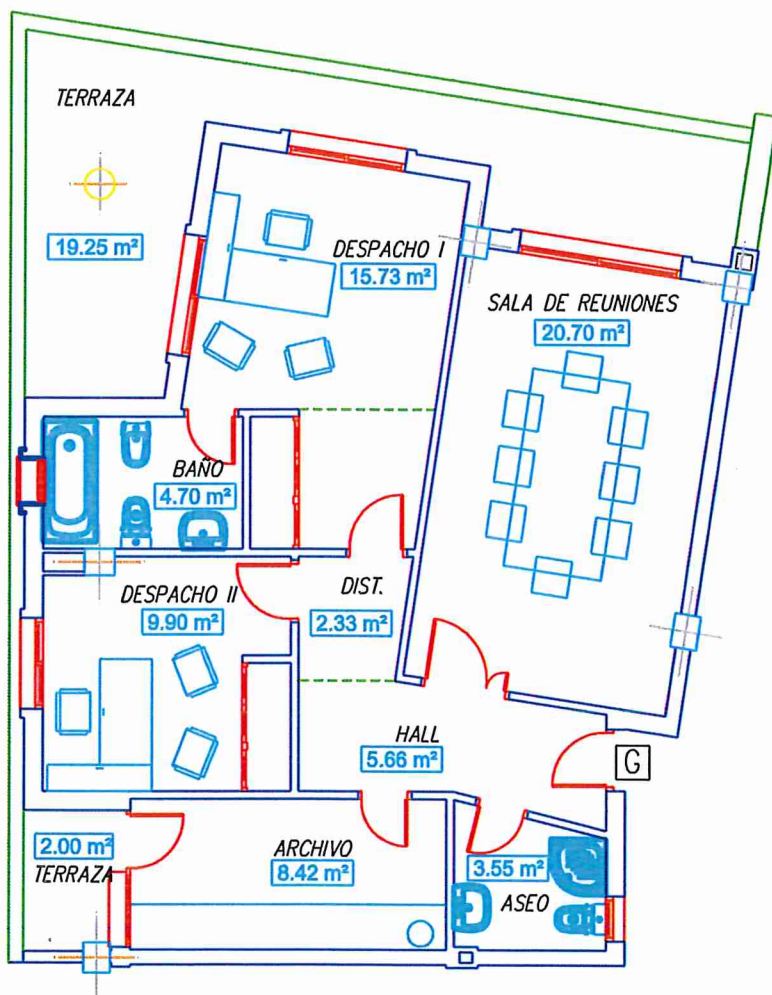 TERRAZA
19.25 m²
DESPACHO I
15.73 m²
SALA DE REUNIONES
20.70 m²
BAÑO
4.70 m²
DESPACHO II
9.90 m²
DIST.
2.33 m²
HALL
5.66 m²
G
2.00 m²
TERRAZA
ARCHIVO
8.42 m²
3.55 m²
ASEO